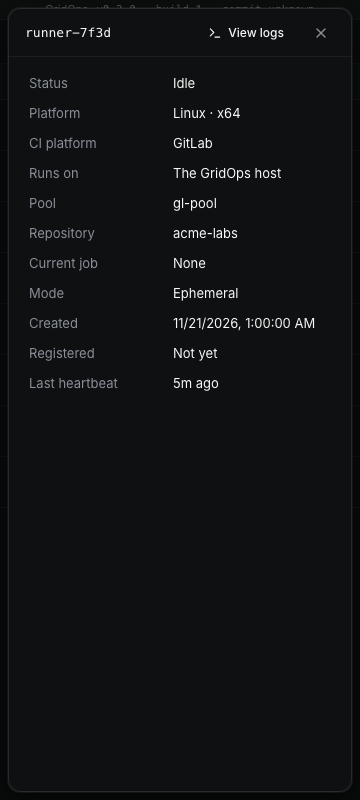 runner-7f3d
View logs
Status Idle
Platform Linux · x64
CI platform GitLab
Runs on The GridOps host
Pool gl-pool
Repository acme-labs
Current job None
Mode Ephemeral
Created 11/21/2026, 1:00:00 AM
Registered Not yet
Last heartbeat 5m ago